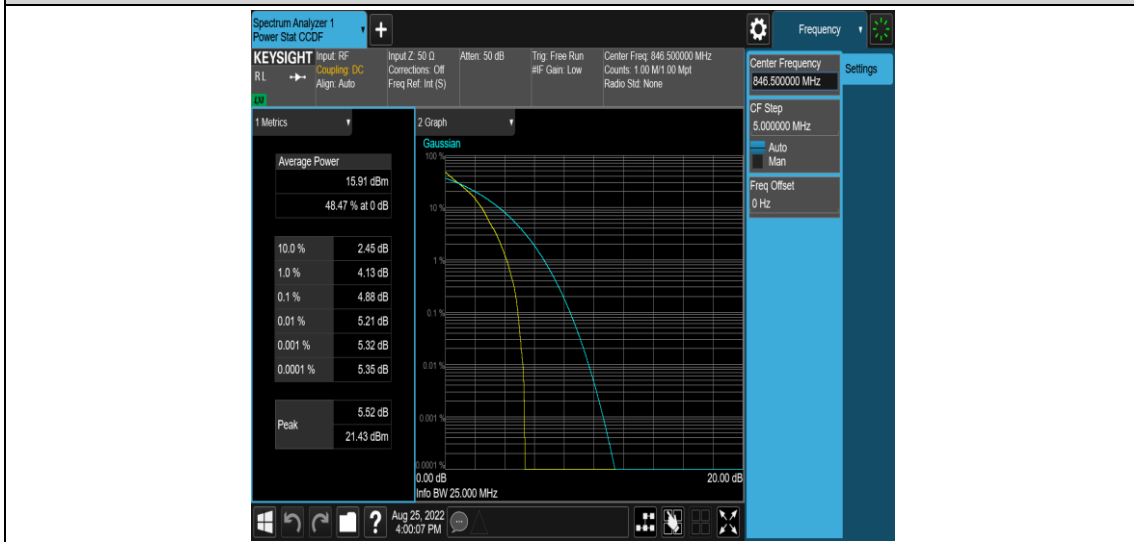 Spectrum Analyzer 1
Power Stat CCDF
+
Frequency
KEYSIGHT
RL
Input: RF
Coupling: DC
Align: Auto
Input Z: 50 Ω
Corrections: Off
Freq Ref: Int (S)
Atten: 50 dB
Trig: Free Run
#IF Gain: Low
Center Freq: 846.500000 MHz
Counts: 1.00 M/1.00 Mpt
Radio Std: None
Center Frequency
846.500000 MHz
Settings
CF Step
5.000000 MHz
Auto
Man
Freq Offset
0 Hz
1 Metrics
Average Power
15.91 dBm
48.47 % at 0 dB
10.0 % 2.45 dB
1.0 % 4.13 dB
0.1 % 4.88 dB
0.01 % 5.21 dB
0.001 % 5.32 dB
0.0001 % 5.35 dB
Peak
5.52 dB
21.43 dBm
2 Graph
Gaussian
100 %
10 %
1 %
0.1 %
0.01 %
0.001 %
0.0001 %
0.00 dB
20.00 dB
Info BW 25.000 MHz
?
Aug 25, 2022
4:00:07 PM